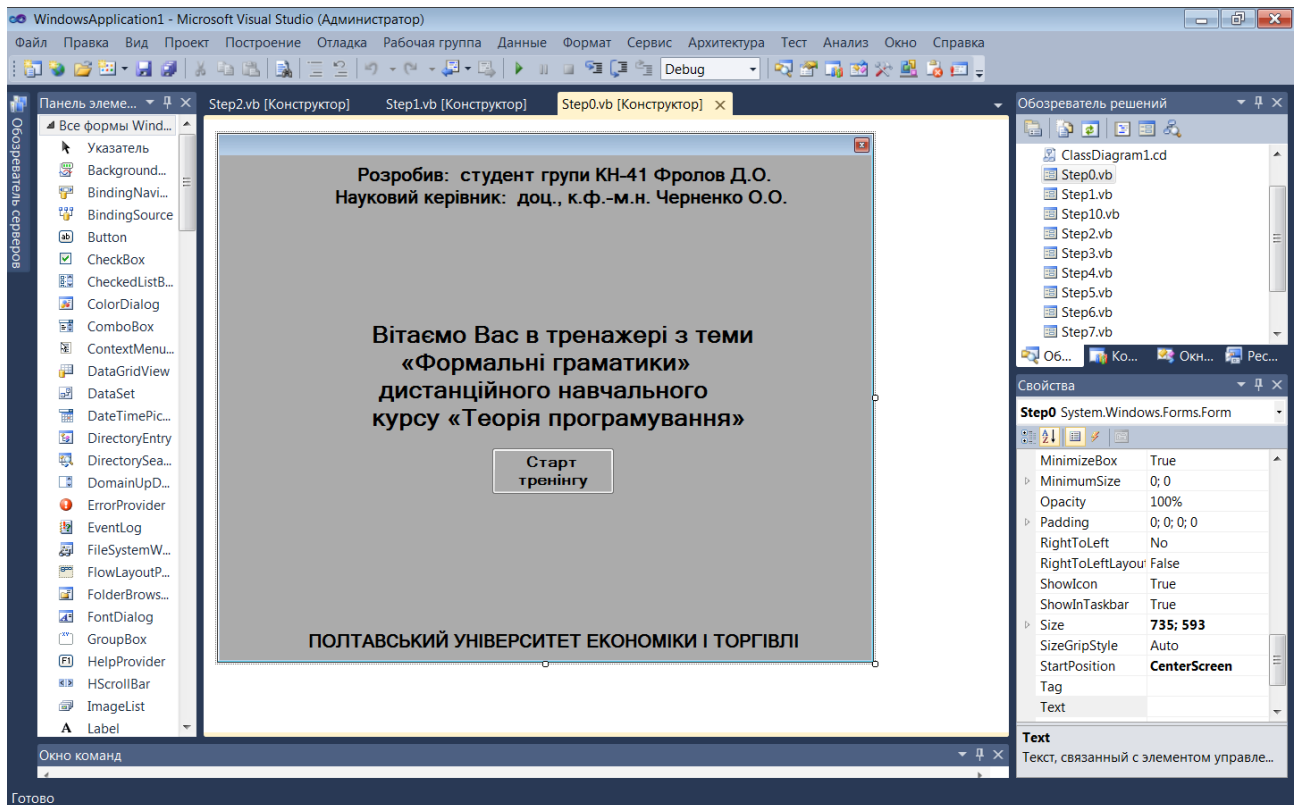 WindowsApplication1 - Microsoft Visual Studio (Администратор)
Файл Правка Вид Проект Построение Отладка Рабочая группа Данные Формат Сервис Архитектура Тест Анализ Окно Справка
Debug
Обозреватель серверов
Панель элеме...
Все формы Wind...
Указатель
Background...
BindingNavi...
BindingSource
Button
CheckBox
CheckedListB...
ColorDialog
ComboBox
ContextMenu...
DataGridView
DataSet
DateTimePic...
DirectoryEntry
DirectorySea...
DomainUpD...
ErrorProvider
EventLog
FileSystemW...
FlowLayoutP...
FolderBrows...
FontDialog
GroupBox
HelpProvider
HScrollBar
ImageList
Label
Step2.vb [Конструктор] Step1.vb [Конструктор] Step0.vb [Конструктор]
Розробив: студент групи КН-41 Фролов Д.О.
Науковий керівник: доц., к.ф.-м.н. Черненко О.О.
Вітаємо Вас в тренажері з теми
«Формальні граматики»
дистанційного навчального
курсу «Теорія програмування»
Старт
тренінгу
ПОЛТАВСЬКИЙ УНІВЕРСИТЕТ ЕКОНОМІКИ І ТОРГІВЛІ
Обозреватель решений
ClassDiagram1.cd
Step0.vb
Step1.vb
Step10.vb
Step2.vb
Step3.vb
Step4.vb
Step5.vb
Step6.vb
Step7.vb
Об... Ко... Окн... Рес...
Свойства
Step0 System.Windows.Forms.Form
MinimizeBox True
MinimumSize 0; 0
Opacity 100%
Padding 0; 0; 0; 0
RightToLeft No
RightToLeftLayou False
ShowIcon True
ShowInTaskbar True
Size 735; 593
SizeGripStyle Auto
StartPosition CenterScreen
Tag
Text
Text
Текст, связанный с элементом управле...
Окно команд
Готово